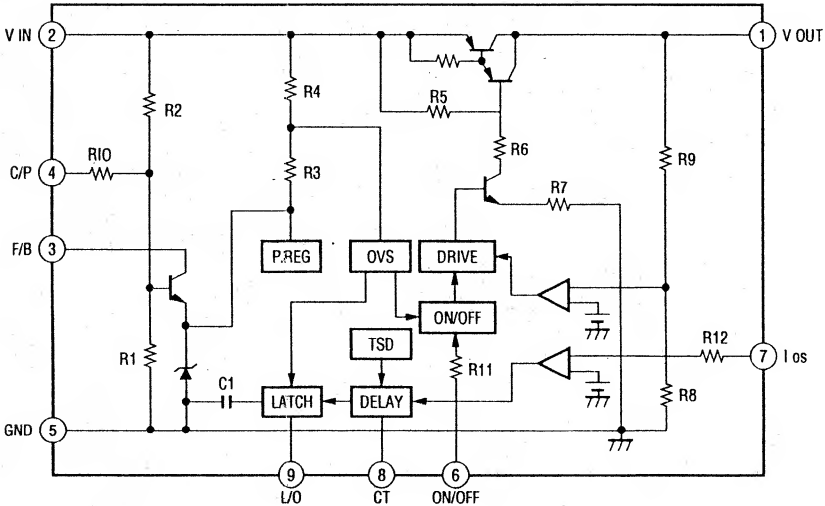 V IN 2
1 V OUT
R4
R5
R2
R6
R9
C/P 4
RIO
R3
R7
F/B 3
P.REG
OVS
DRIVE
ON/OFF
TSD
R12
R1
R11
7 I os
C1
LATCH
DELAY
R8
GND 5
9
8
6
L/O
CT
ON/OFF